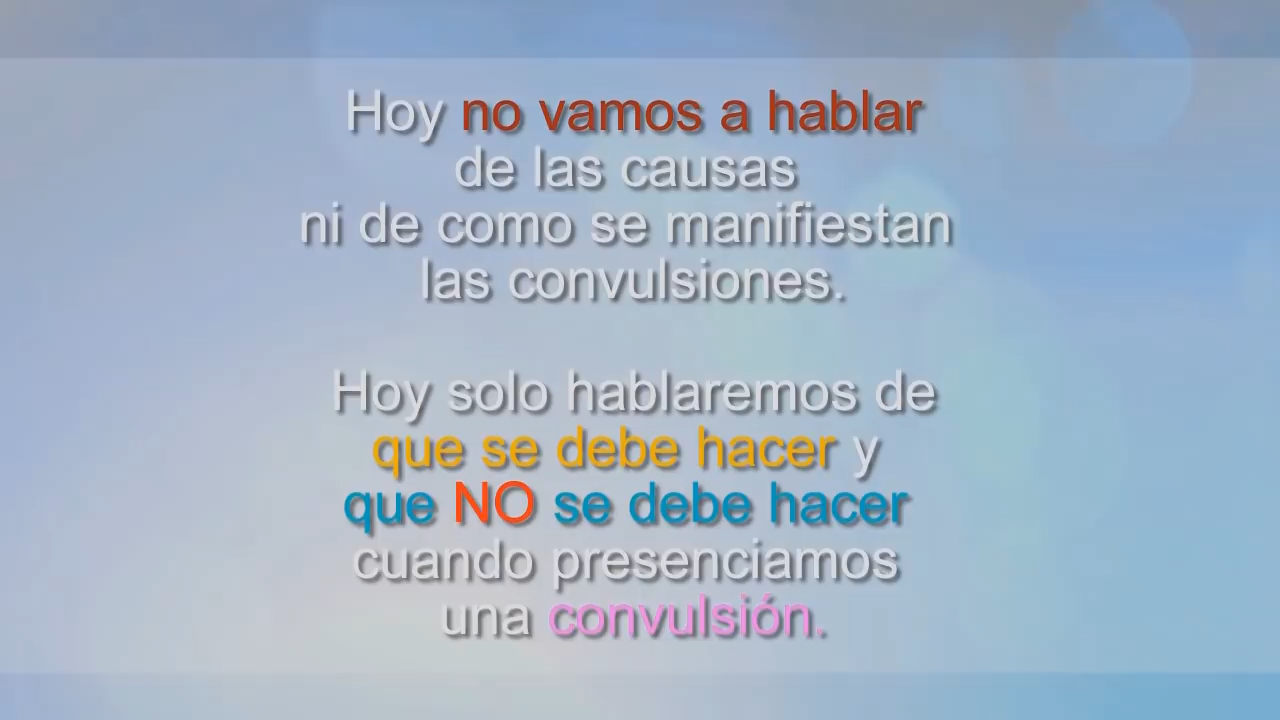 Hoy no vamos a hablar
de las causas
ni de como se manifiestan
las convulsiones.
Hoy solo hablaremos de
que se debe hacer y
que NO se debe hacer
cuando presenciamos
una convulsión.